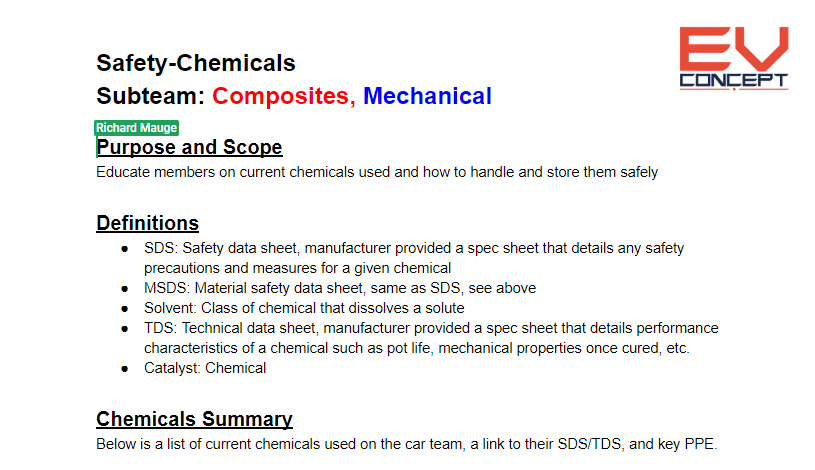 EV
CONCEPT
Safety-Chemicals
Subteam: Composites, Mechanical
Richard Mauge
Purpose and Scope
Educate members on current chemicals used and how to handle and store them safely
Definitions
● SDS: Safety data sheet, manufacturer provided a spec sheet that details any safety
precautions and measures for a given chemical
● MSDS: Material safety data sheet, same as SDS, see above
● Solvent: Class of chemical that dissolves a solute
● TDS: Technical data sheet, manufacturer provided a spec sheet that details performance
characteristics of a chemical such as pot life, mechanical properties once cured, etc.
● Catalyst: Chemical
Chemicals Summary
Below is a list of current chemicals used on the car team, a link to their SDS/TDS, and key PPE.